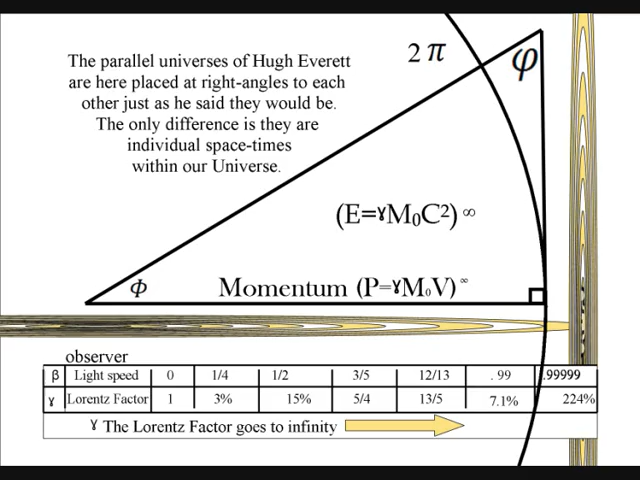 The parallel universes of Hugh Everett
are here placed at right-angles to each
other just as he said they would be.
The only difference is they are
individual space-times
within our Universe.
2 π
φ
(E=ɤM₀C²) ∞
Φ
Momentum (P=ɤM₀V) ∞
observer
β Light speed 0 1/4 1/2 3/5 12/13 . 99 .99999
ɤ Lorentz Factor 1 3% 15% 5/4 13/5 7.1% 224%
ɤ The Lorentz Factor goes to infinity